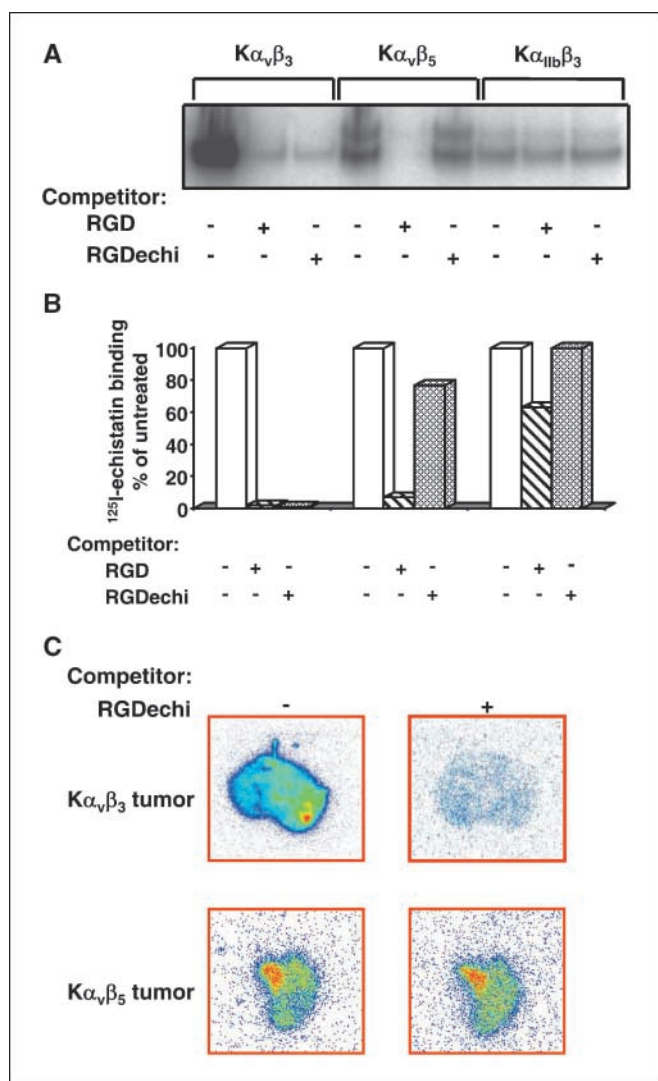 A
Kαvβ3 Kαvβ5 KαIIbβ3
Competitor:
RGD - + - - + - - + -
RGDechi - - + - - + - - +
B
125I-echistatin binding
% of untreated
100
80
60
40
20
0
Competitor:
RGD - + - - + - - + -
RGDechi - - + - - + - - +
C
Competitor:
RGDechi - +
Kαvβ3 tumor
Kαvβ5 tumor